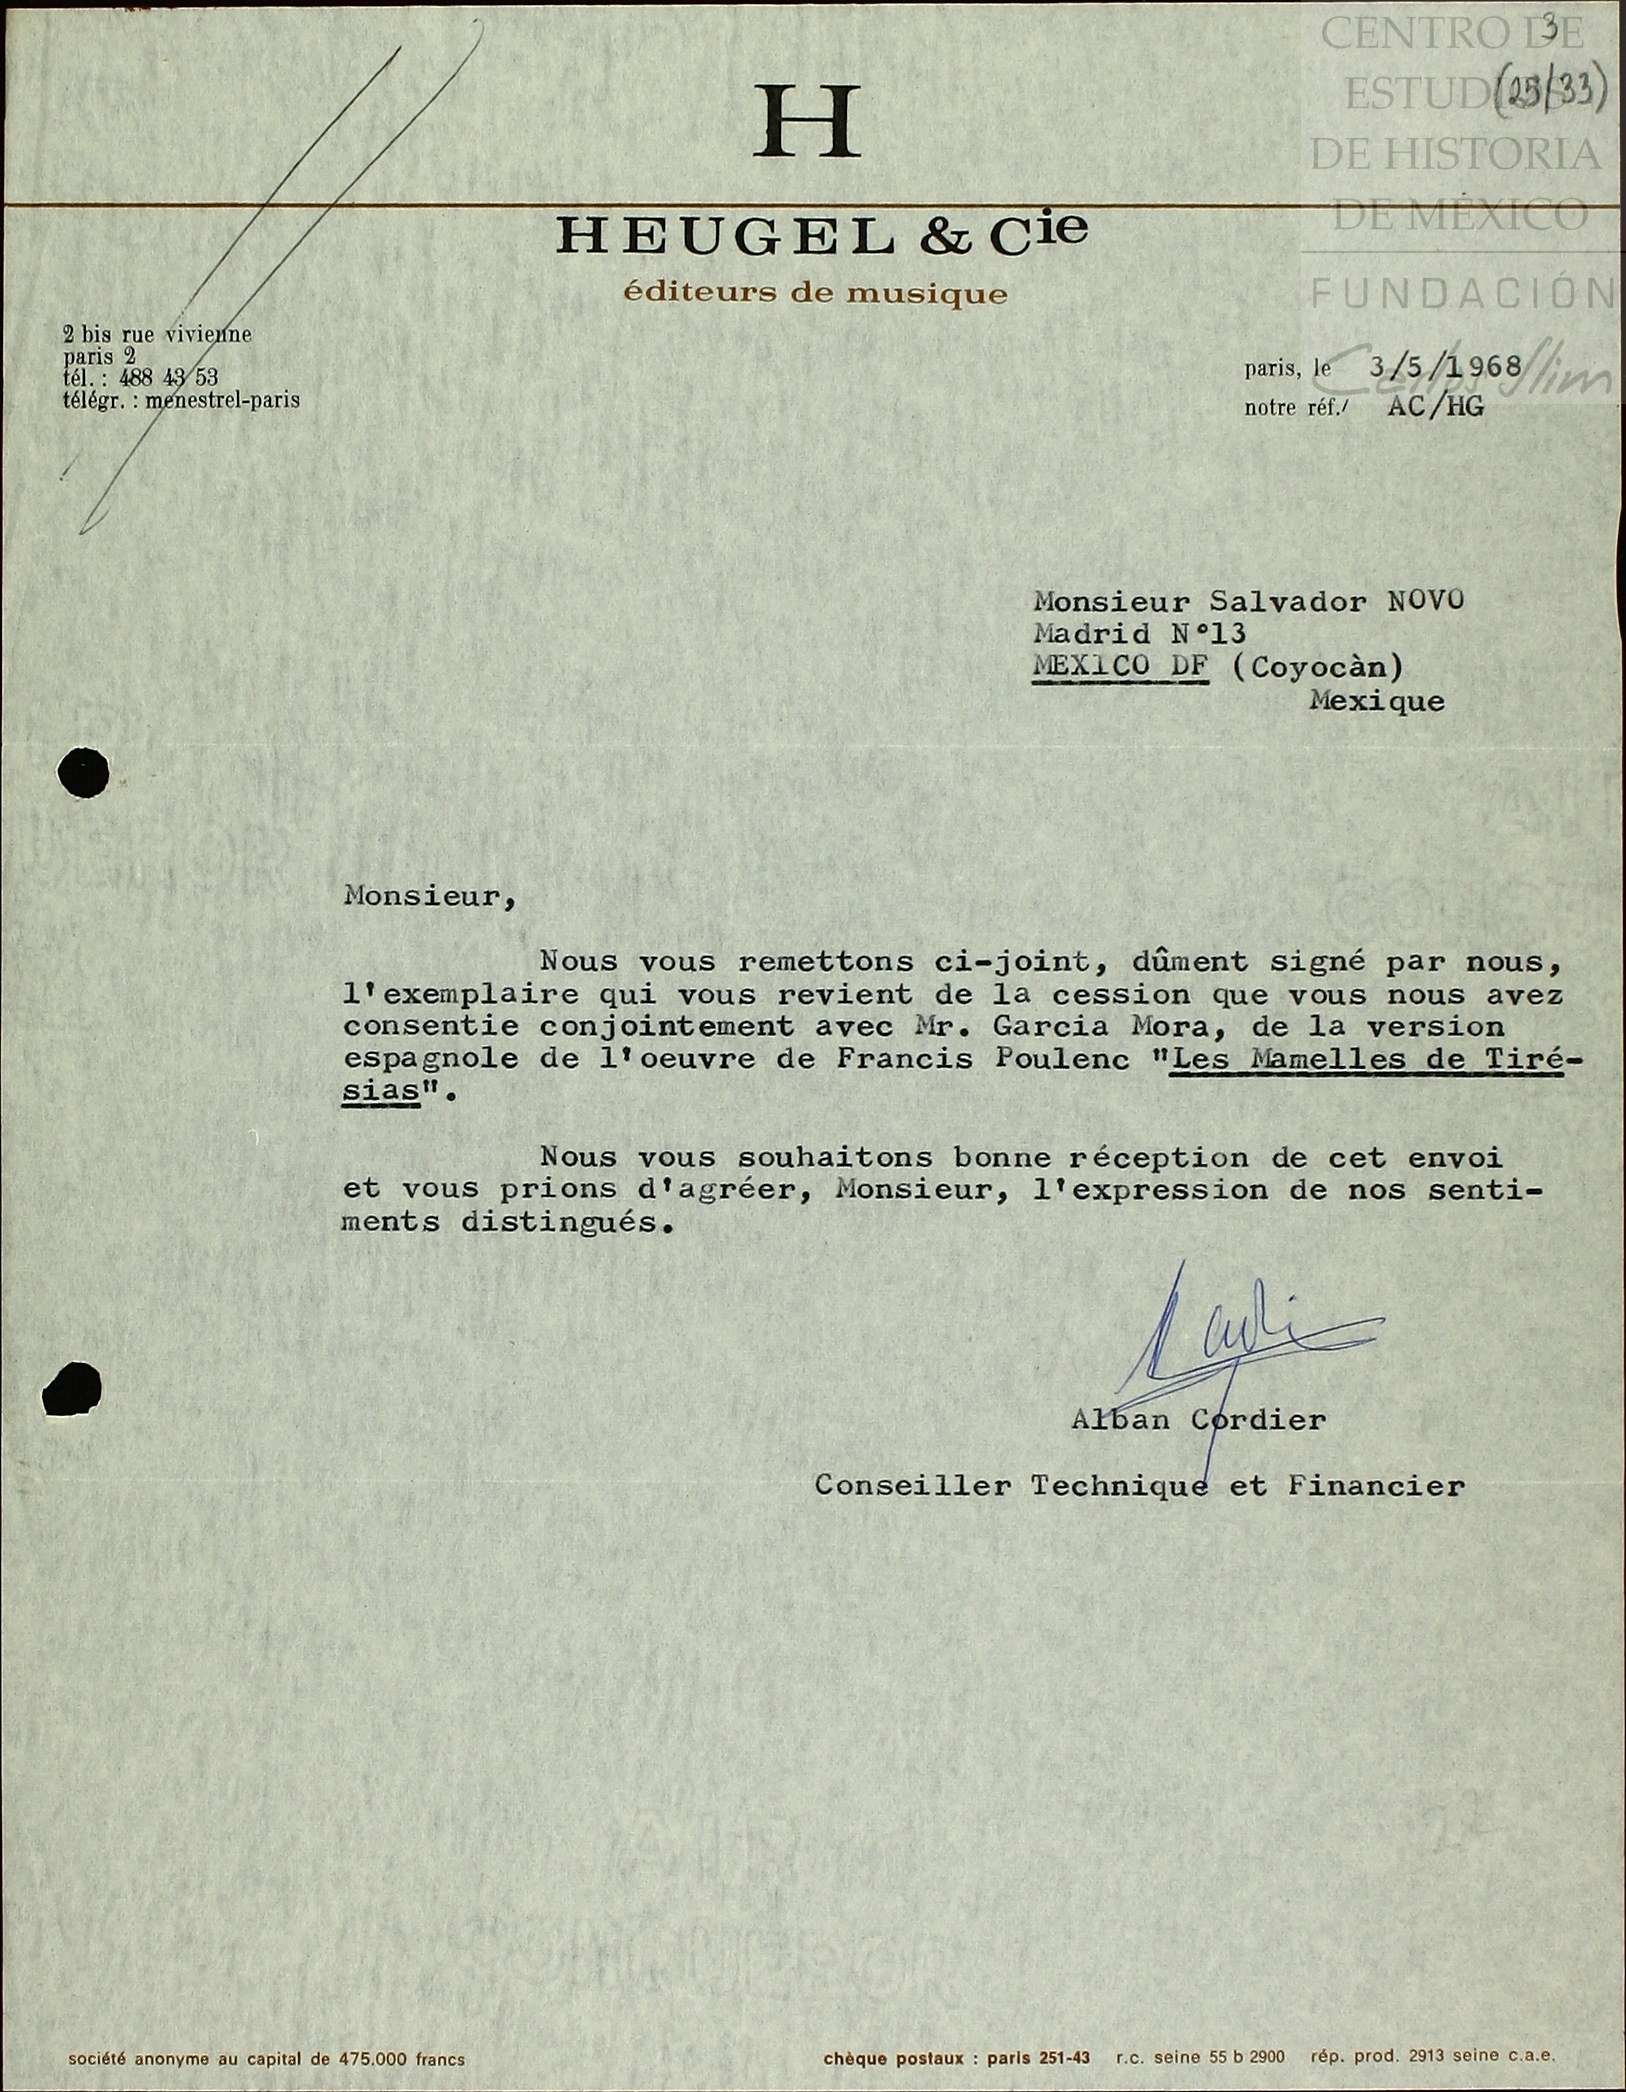 3
(25/33)
CENTRO DE
ESTUDIOS
DE HISTORIA
DE MÉXICO
FUNDACIÓN
Carlos Slim
H
HEUGEL & Cie
éditeurs de musique
2 bis rue vivienne
paris 2
tél. : 488 43 53
télégr. : menestrel-paris
paris, le 3/5/1968
notre réf./ AC/HG
Monsieur Salvador NOVO
Madrid N°13
MEXICO DF (Coyocàn)
Mexique
Monsieur,
Nous vous remettons ci-joint, dûment signé par nous,
l'exemplaire qui vous revient de la cession que vous nous avez
consentie conjointement avec Mr. Garcia Mora, de la version
espagnole de l'oeuvre de Francis Poulenc "Les Mamelles de Tiré-
sias".
Nous vous souhaitons bonne réception de cet envoi
et vous prions d'agréer, Monsieur, l'expression de nos senti-
ments distingués.
Alban Cordier
Conseiller Technique et Financier
société anonyme au capital de 475.000 francs
chèque postaux : paris 251-43 r.c. seine 55 b 2900 rép. prod. 2913 seine c.a.e.